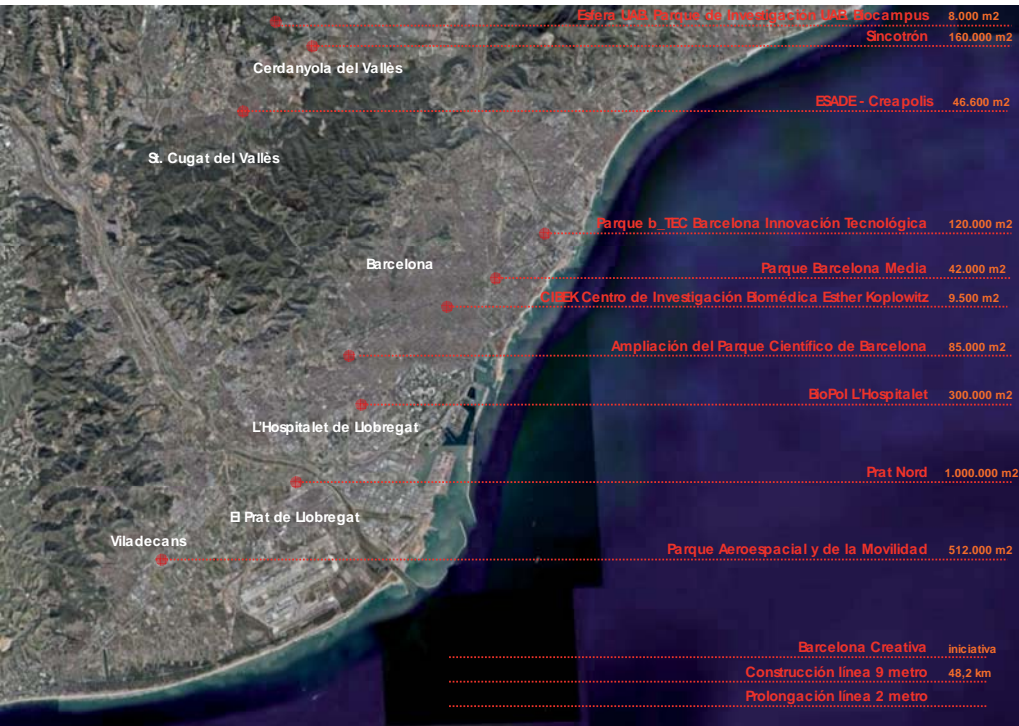 Esfera UAB. Parque de Investigación UAB. Biocampus 8.000 m2
Sincotrón 160.000 m2
Cerdanyola del Vallès
ESADE - Creapolis 46.600 m2
St. Cugat del Vallès
Parque b_TEC Barcelona Innovación Tecnológica 120.000 m2
Barcelona
Parque Barcelona Media 42.000 m2
CIBEK Centro de Investigación Biomédica Esther Koplowitz 9.500 m2
Ampliación del Parque Científico de Barcelona 85.000 m2
BioPol L'Hospitalet 300.000 m2
L'Hospitalet de Llobregat
Prat Nord 1.000.000 m2
El Prat de Llobregat
Viladecans
Parque Aeroespacial y de la Movilidad 512.000 m2
Barcelona Creativa iniciativa
Construcción línea 9 metro 48,2 km
Prolongación línea 2 metro